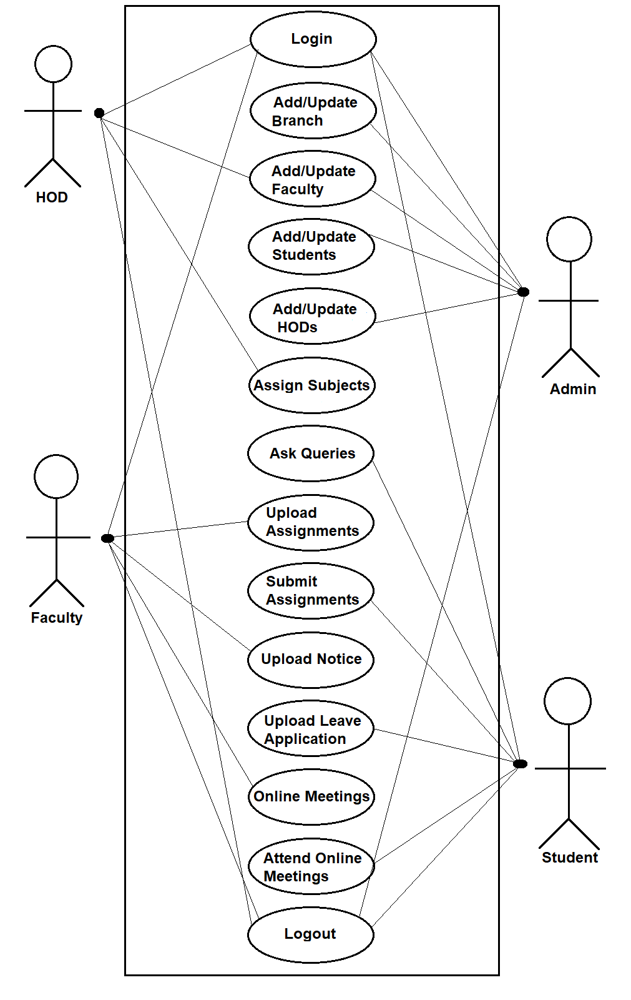 Login
Add/Update
Branch
Add/Update
Faculty
HOD
Add/Update
Students
Add/Update
HODs
Assign Subjects
Admin
Ask Queries
Upload
Assignments
Submit
Assignments
Faculty
Upload Notice
Upload Leave
Application
Online Meetings
Attend Online
Meetings
Student
Logout